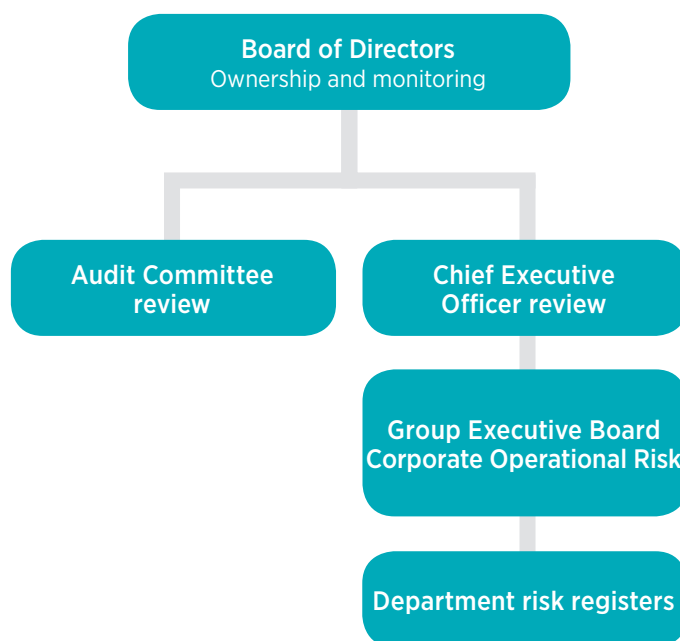 Board of Directors
Ownership and monitoring
Audit Committee
review
Chief Executive
Officer review
Group Executive Board
Corporate Operational Risk
Department risk registers